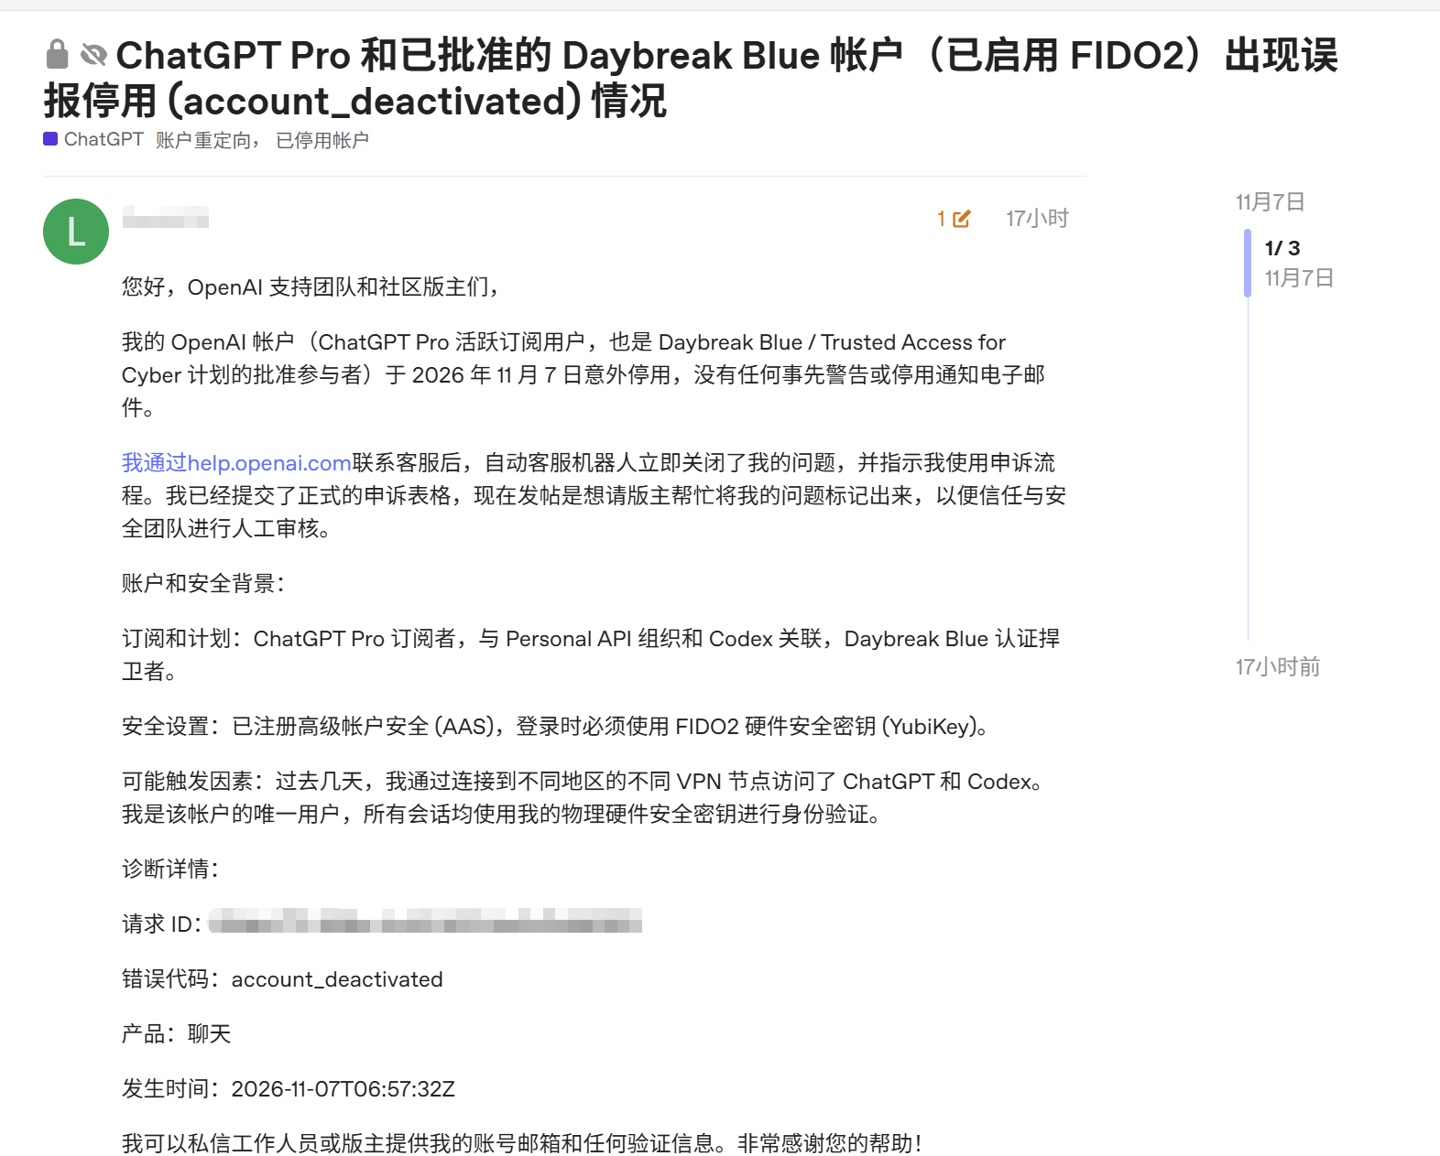 ChatGPT Pro 和已批准的 Daybreak Blue 帐户（已启用 FIDO2）出现误
报停用 (account_deactivated) 情况
ChatGPT 账户重定向， 已停用帐户
L
1 17小时
您好，OpenAI 支持团队和社区版主们，
我的 OpenAI 帐户（ChatGPT Pro 活跃订阅用户，也是 Daybreak Blue / Trusted Access for
Cyber 计划的批准参与者）于 2026 年 11 月 7 日意外停用，没有任何事先警告或停用通知电子邮
件。
我通过help.openai.com联系客服后，自动客服机器人立即关闭了我的问题，并指示我使用申诉流
程。我已经提交了正式的申诉表格，现在发帖是想请版主帮忙将我的问题标记出来，以便信任与安
全团队进行人工审核。
账户和安全背景：
订阅和计划：ChatGPT Pro 订阅者，与 Personal API 组织和 Codex 关联，Daybreak Blue 认证捍
卫者。
安全设置：已注册高级帐户安全 (AAS)，登录时必须使用 FIDO2 硬件安全密钥 (YubiKey)。
可能触发因素：过去几天，我通过连接到不同地区的不同 VPN 节点访问了 ChatGPT 和 Codex。
我是该帐户的唯一用户，所有会话均使用我的物理硬件安全密钥进行身份验证。
诊断详情：
请求 ID：
错误代码：account_deactivated
产品：聊天
发生时间：2026-11-07T06:57:32Z
我可以私信工作人员或版主提供我的账号邮箱和任何验证信息。非常感谢您的帮助！
11月7日
1/ 3
11月7日
17小时前